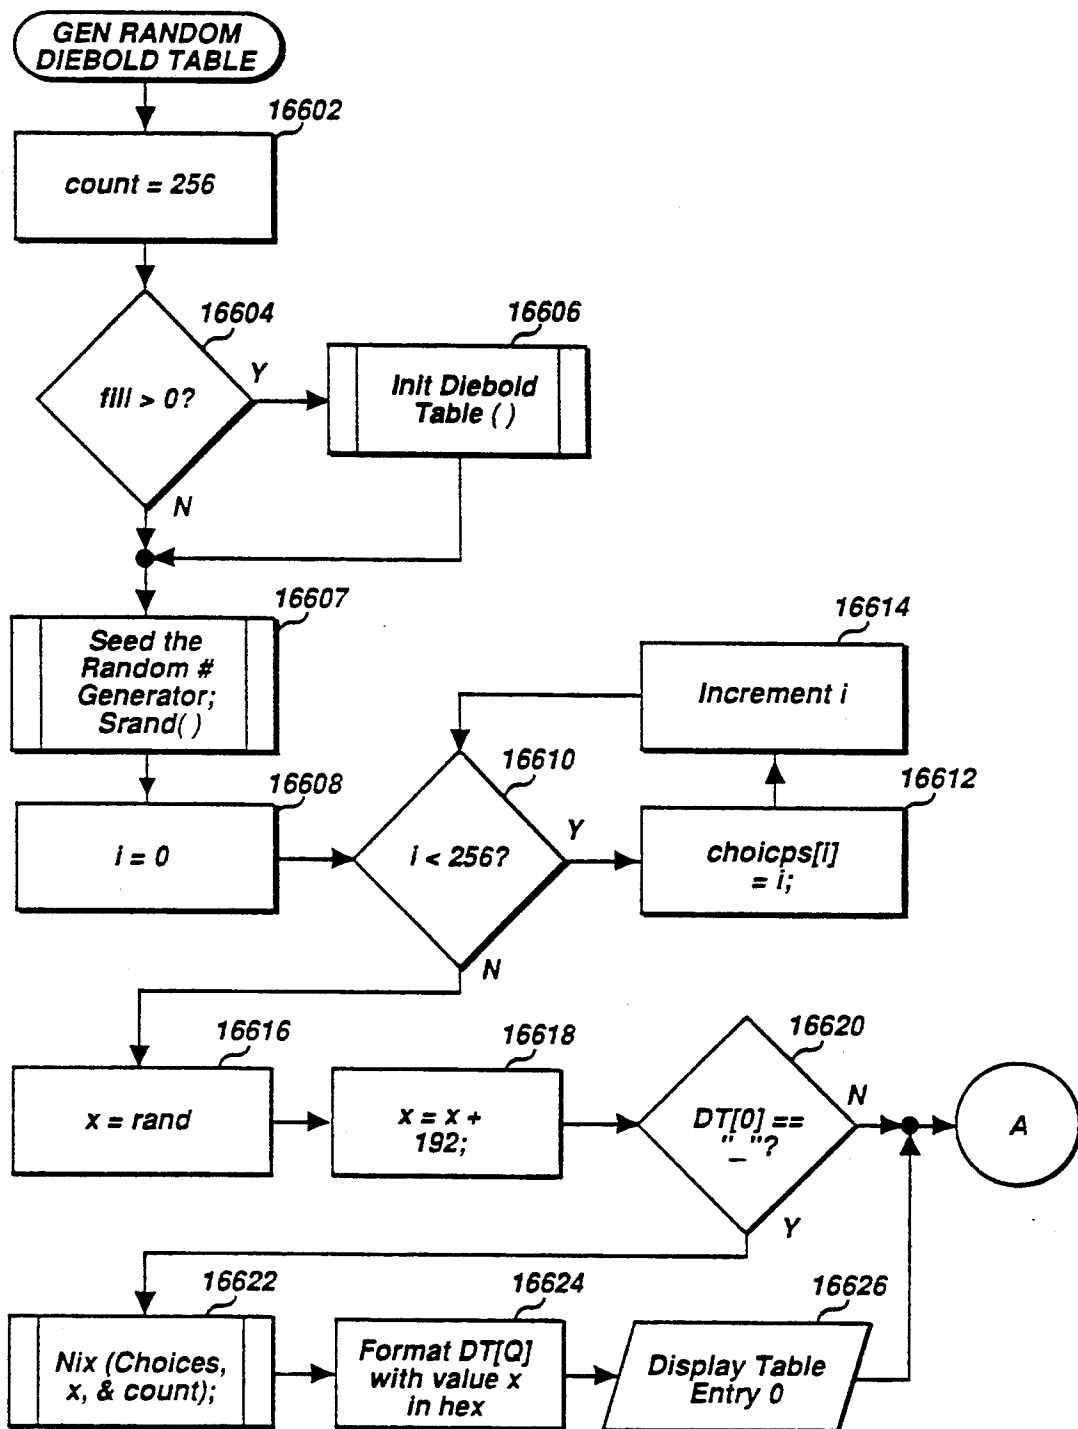 GEN RANDOM
DIEBOLD TABLE
16602
count = 256
16604
fill > 0?
Y
N
16606
Init Diebold
Table ( )
16607
Seed the
Random #
Generator;
Srand( )
16608
i = 0
16610
i < 256?
Y
N
16614
Increment i
16612
choicps[i]
= i;
16616
x = rand
16618
x = x +
192;
16620
DT[0] ==
"_"?
N
Y
A
16622
Nix (Choices,
x, & count);
16624
Format DT[Q]
with value x
in hex
16626
Display Table
Entry 0